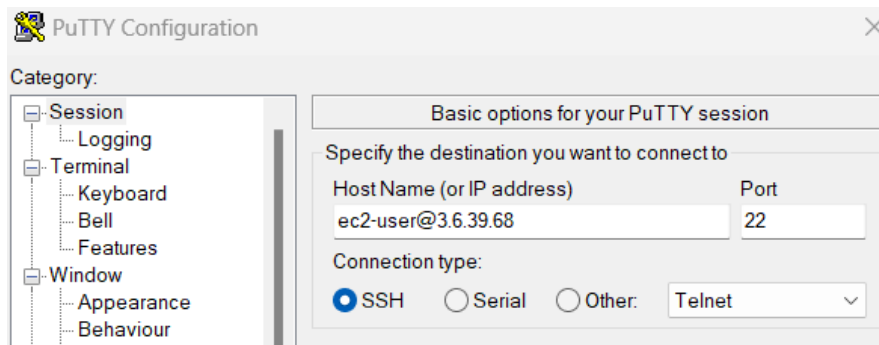 PuTTY Configuration
Category:
Session
Logging
Terminal
Keyboard
Bell
Features
Window
Appearance
Behaviour
Basic options for your PuTTY session
Specify the destination you want to connect to
Host Name (or IP address) Port
ec2-user@3.6.39.68 22
Connection type:
SSH Serial Other: Telnet